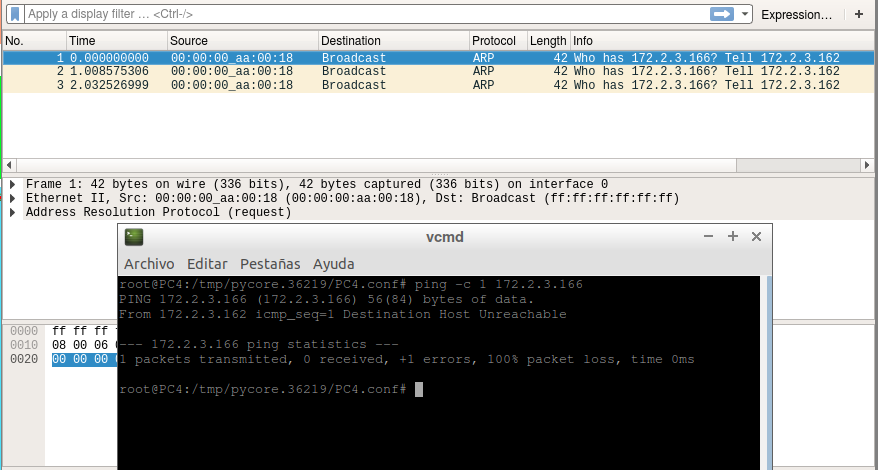 Apply a display filter ... <Ctrl-/>
Expression... +
No. Time Source Destination Protocol Length Info
1 0.000000000 00:00:00_aa:00:18 Broadcast ARP 42 Who has 172.2.3.166? Tell 172.2.3.162
2 1.008575306 00:00:00_aa:00:18 Broadcast ARP 42 Who has 172.2.3.166? Tell 172.2.3.162
3 2.032526999 00:00:00_aa:00:18 Broadcast ARP 42 Who has 172.2.3.166? Tell 172.2.3.162
Frame 1: 42 bytes on wire (336 bits), 42 bytes captured (336 bits) on interface 0
Ethernet II, Src: 00:00:00_aa:00:18 (00:00:00:aa:00:18), Dst: Broadcast (ff:ff:ff:ff:ff:ff)
Address Resolution Protocol (request)
vcmd
Archivo Editar Pestañas Ayuda
root@PC4:/tmp/pycore.36219/PC4.conf# ping -c 1 172.2.3.166
PING 172.2.3.166 (172.2.3.166) 56(84) bytes of data.
From 172.2.3.162 icmp_seq=1 Destination Host Unreachable
--- 172.2.3.166 ping statistics ---
1 packets transmitted, 0 received, +1 errors, 100% packet loss, time 0ms
root@PC4:/tmp/pycore.36219/PC4.conf#
0000 ff ff ff
0010 08 00 06
0020 00 00 00